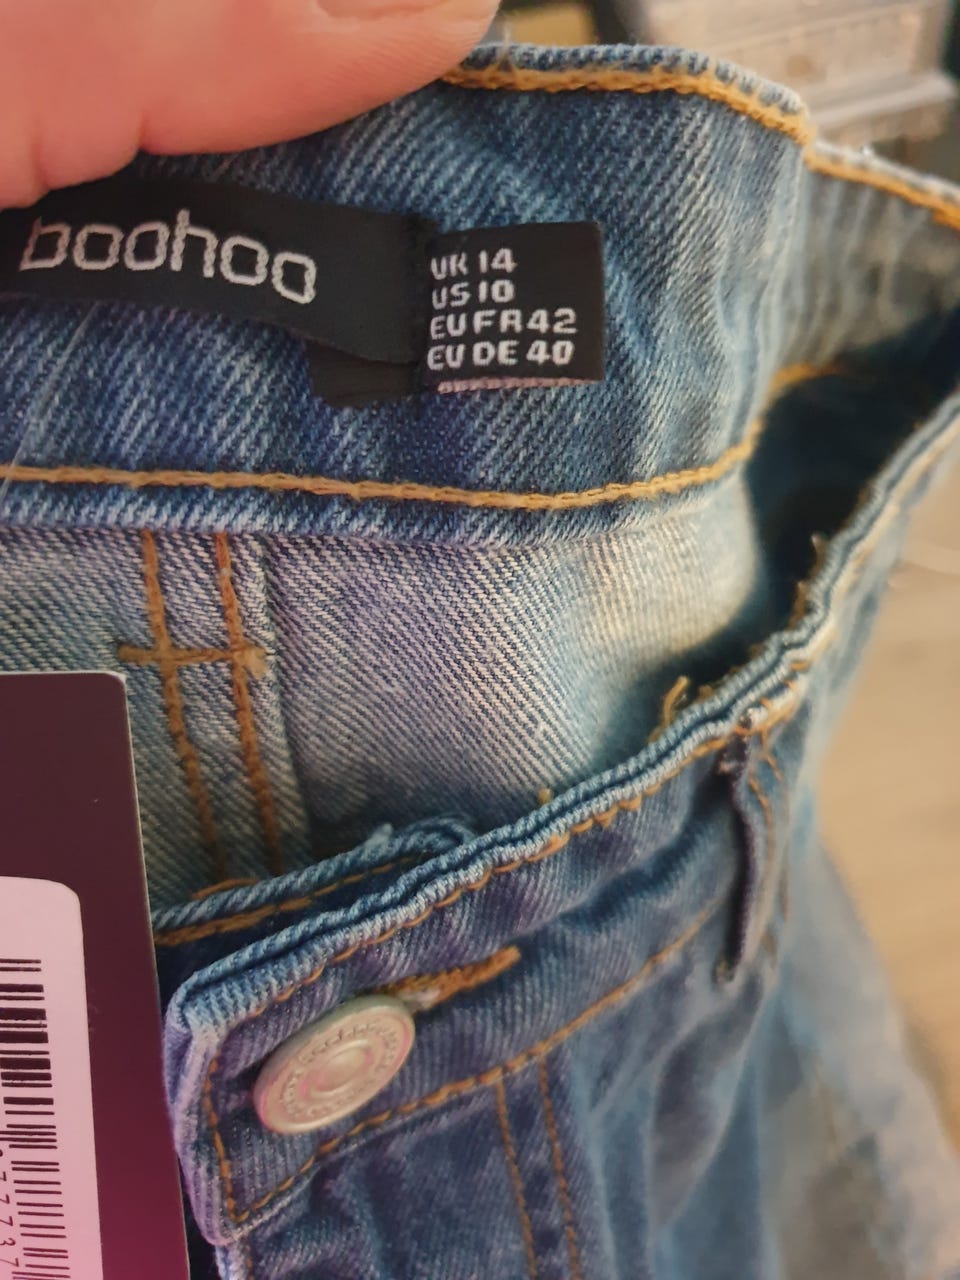 boohoo
UK 14
US 10
EU FR 42
EU DE 40